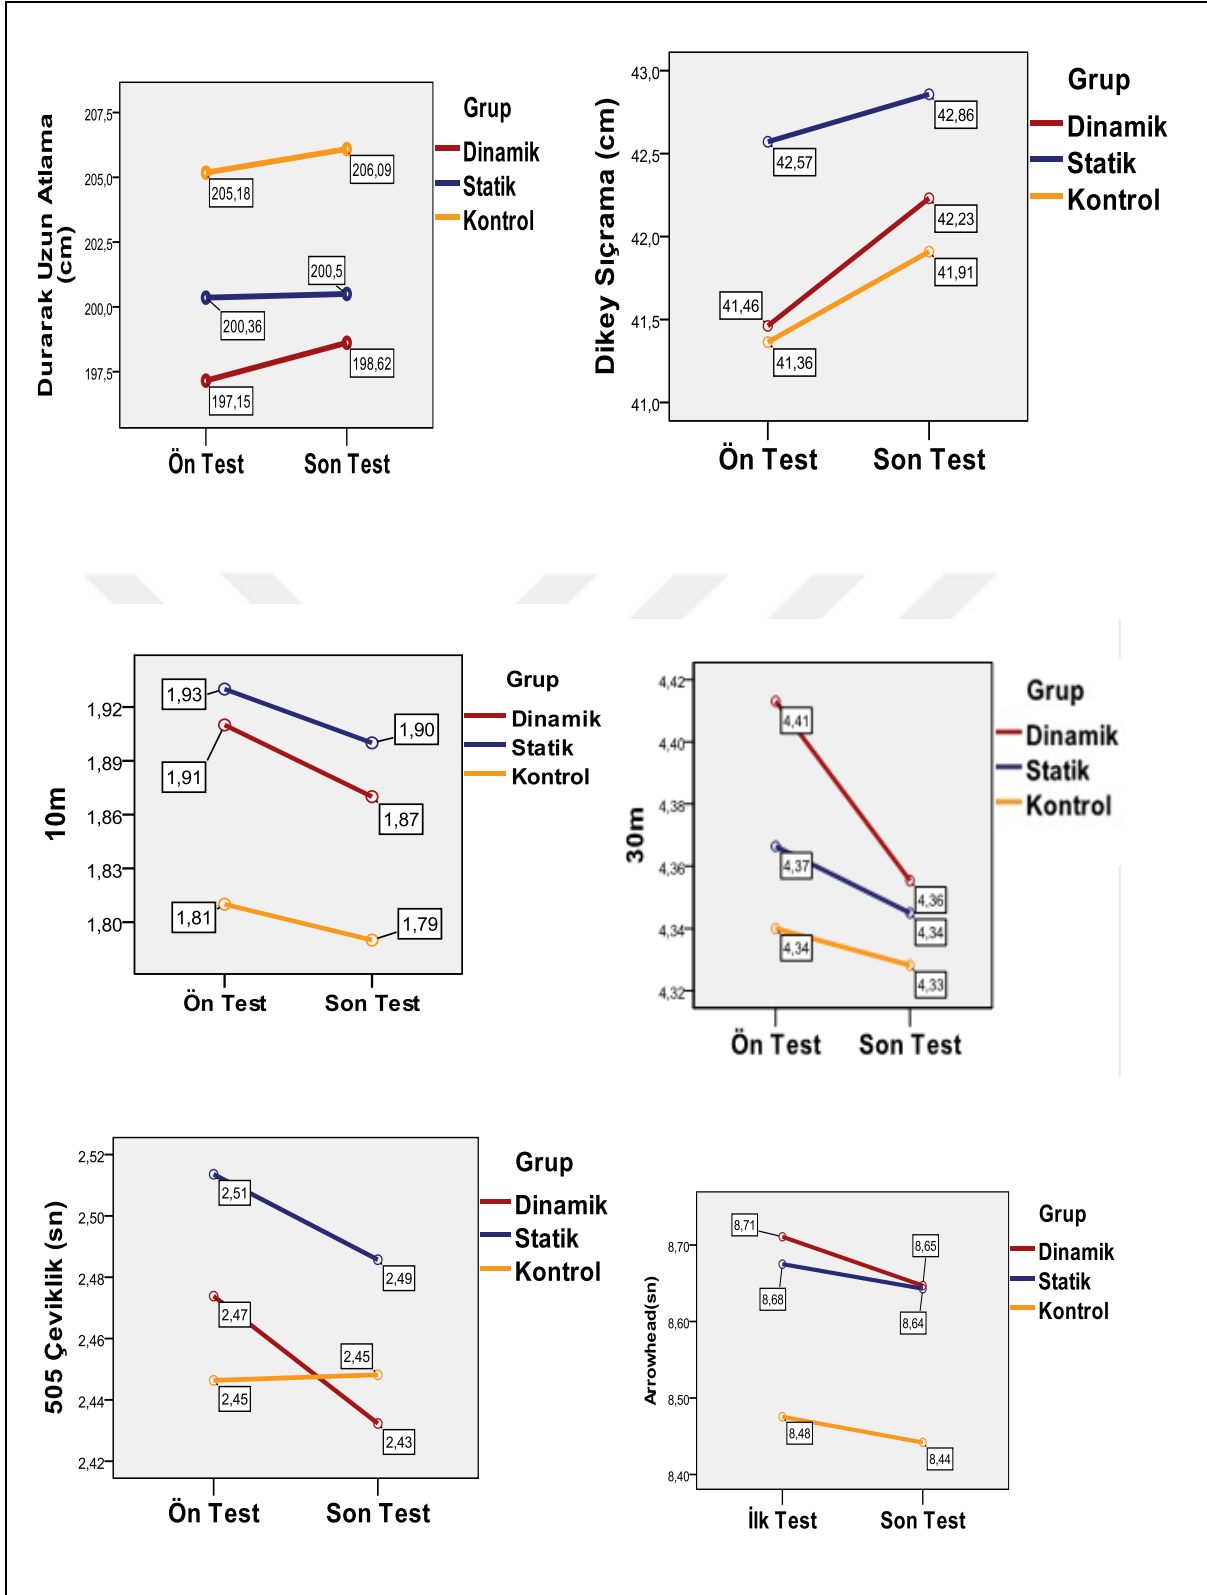 Durarak Uzun Atlama
(cm)
207,5
205,0
202,5
200,0
197,5
205,18
206,09
200,36
200,5
197,15
198,62
Ön Test
Son Test
Grup
Dinamik
Statik
Kontrol
Dikey Sıçrama (cm)
43,0
42,5
42,0
41,5
41,0
42,57
42,86
41,46
42,23
41,36
41,91
Ön Test
Son Test
Grup
Dinamik
Statik
Kontrol
10m
1,92
1,89
1,86
1,83
1,80
1,93
1,90
1,91
1,87
1,81
1,79
Ön Test
Son Test
Grup
Dinamik
Statik
Kontrol
30m
4,42
4,40
4,38
4,36
4,34
4,32
4,41
4,36
4,37
4,34
4,34
4,33
Ön Test
Son Test
Grup
Dinamik
Statik
Kontrol
505 Çeviklik (sn)
2,52
2,50
2,48
2,46
2,44
2,42
2,51
2,49
2,47
2,45
2,45
2,43
Ön Test
Son Test
Grup
Dinamik
Statik
Kontrol
Arrowhead(sn)
8,70
8,60
8,50
8,40
8,71
8,65
8,68
8,64
8,48
8,44
İlk Test
Son Test
Grup
Dinamik
Statik
Kontrol